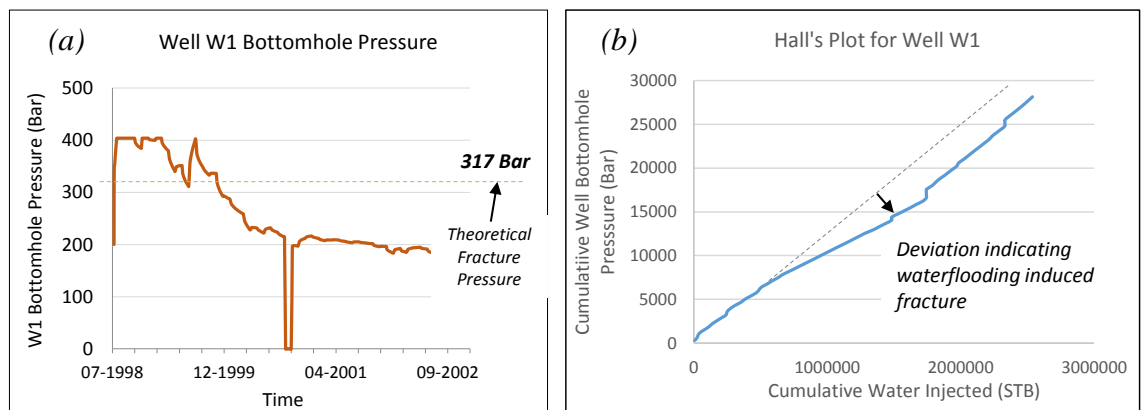 (a)
Well W1 Bottomhole Pressure
W1 Bottomhole Pressure (Bar)
500
400
300
200
100
0
317 Bar
Theoretical
Fracture
Pressure
07-1998
12-1999
04-2001
09-2002
Time
(b)
Hall's Plot for Well W1
Cumulatiive Well Bottomhole
Presssure (Bar)
30000
25000
20000
15000
10000
5000
0
Deviation indicating
waterflooding induced
fracture
0
1000000
2000000
3000000
Cumulative Water Injected (STB)